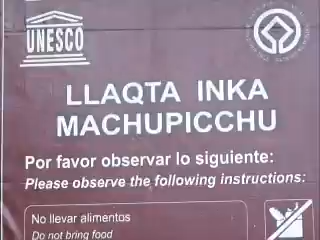 UNESCO
LLAQTA INKA
MACHUPICCHU
Por favor observar lo siguiente:
Please observe the following instructions:
No llevar alimentos
Do not bring food